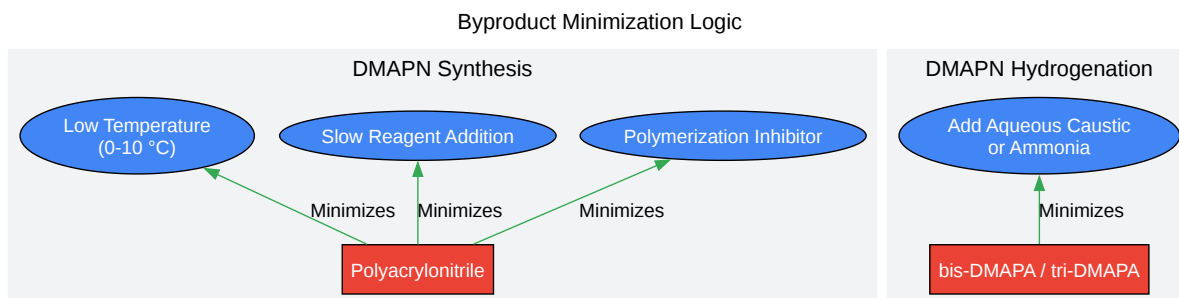 Byproduct Minimization Logic
DMAPN Synthesis
DMAPN Hydrogenation
Low Temperature
(0-10 °C)
Slow Reagent Addition
Polymerization Inhibitor
Add Aqueous Caustic
or Ammonia
Minimizes
Minimizes
Minimizes
Minimizes
Polyacrylonitrile
bis-DMAPA / tri-DMAPA